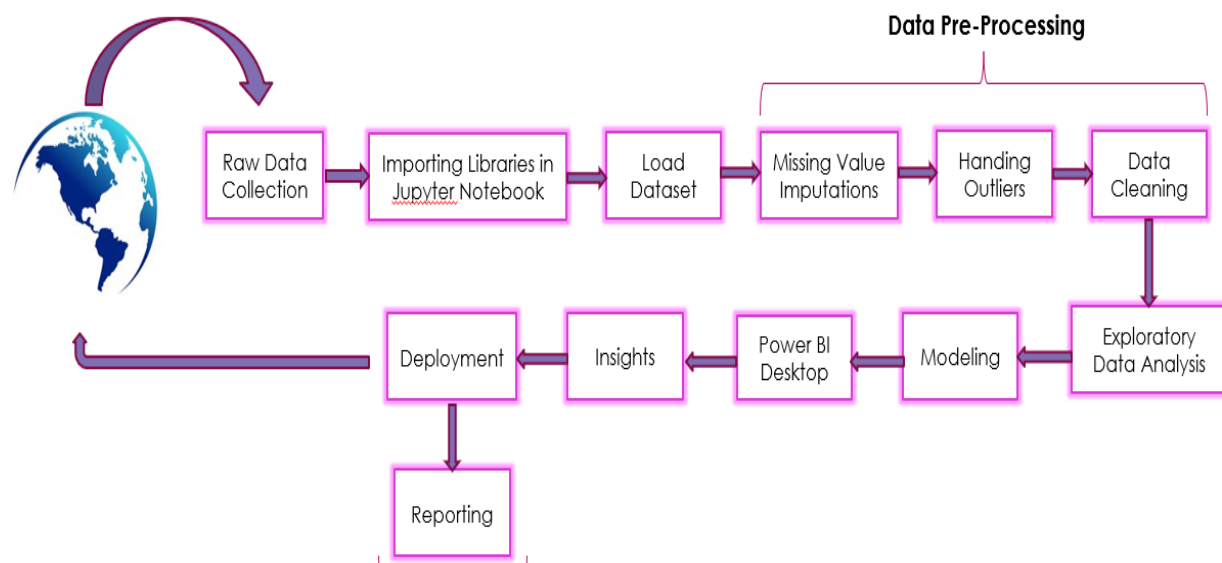 Data Pre-Processing
Raw Data
Collection
Importing Libraries in
Jupyter Notebook
Load
Dataset
Missing Value
Imputations
Handing
Outliers
Data
Cleaning
Exploratory
Data Analysis
Modeling
Power BI
Desktop
Insights
Deployment
Reporting